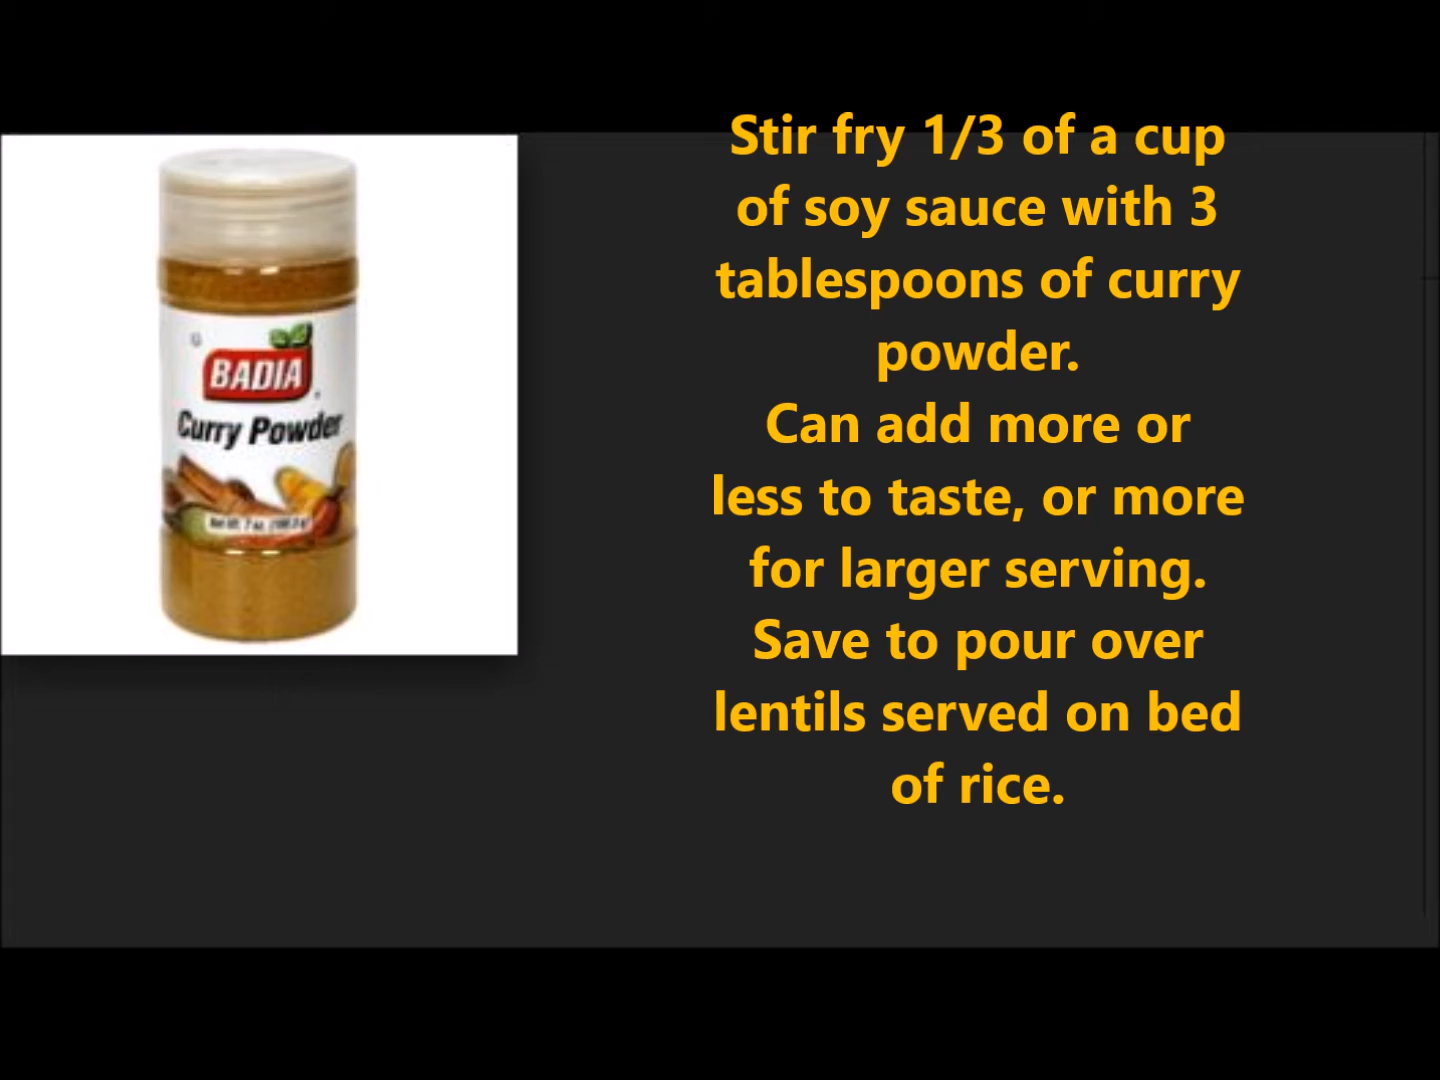 Stir fry 1/3 of a cup
of soy sauce with 3
tablespoons of curry
powder.
Can add more or
less to taste, or more
for larger serving.
Save to pour over
lentils served on bed
of rice.
BADIA
Curry Powder